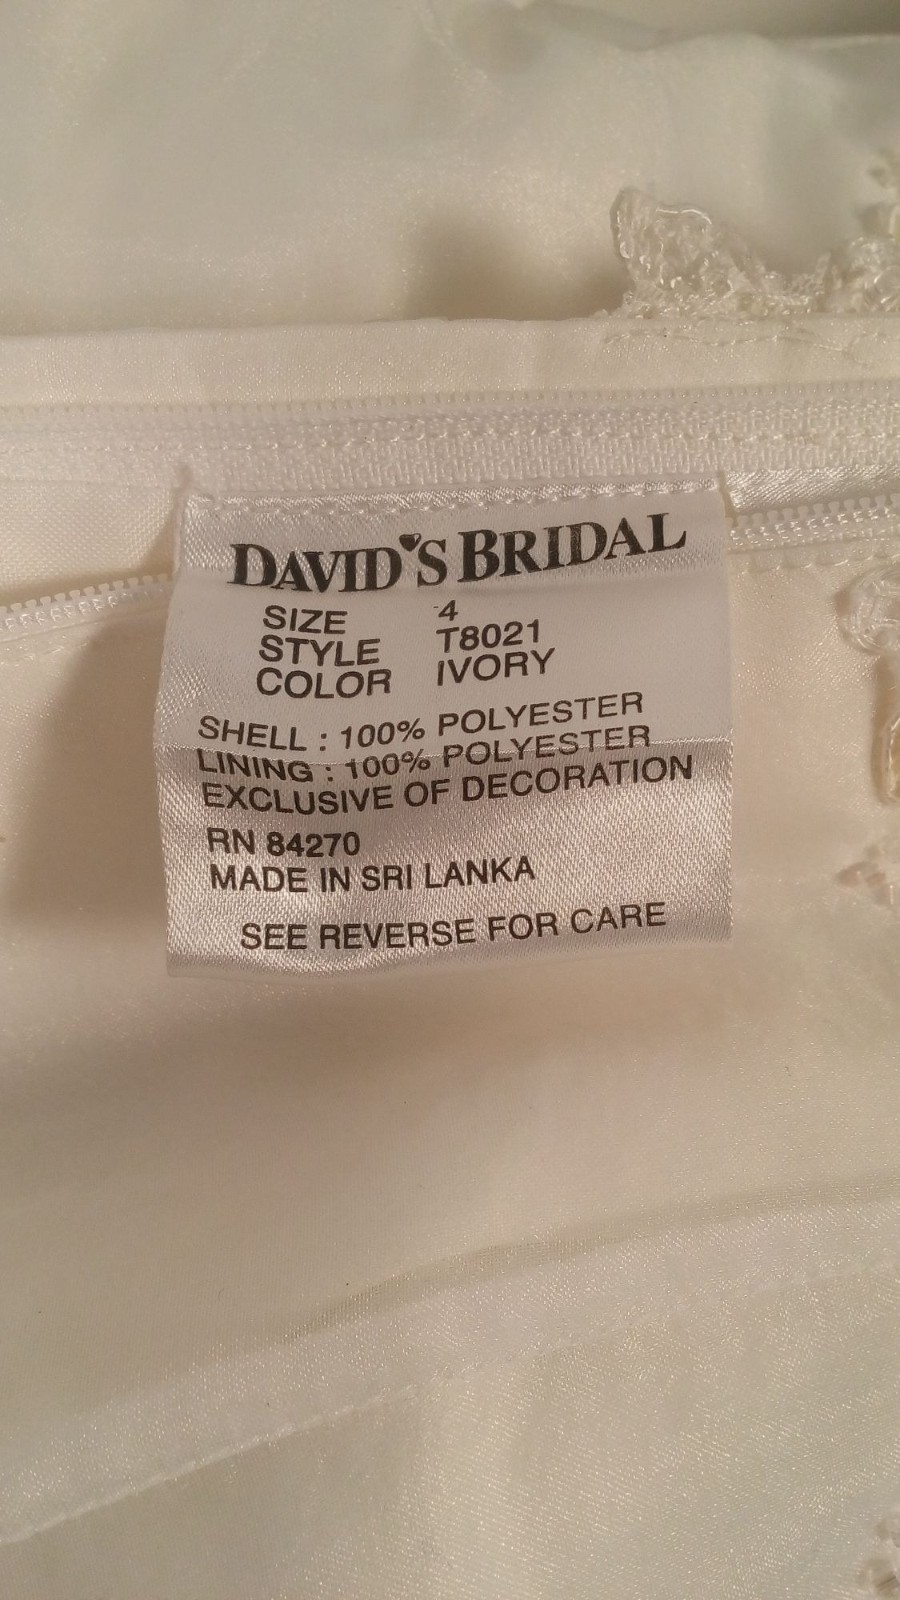 DAVID'S BRIDAL
SIZE 4
STYLE T8021
COLOR IVORY
SHELL : 100% POLYESTER
LINING : 100% POLYESTER
EXCLUSIVE OF DECORATION
RN 84270
MADE IN SRI LANKA
SEE REVERSE FOR CARE